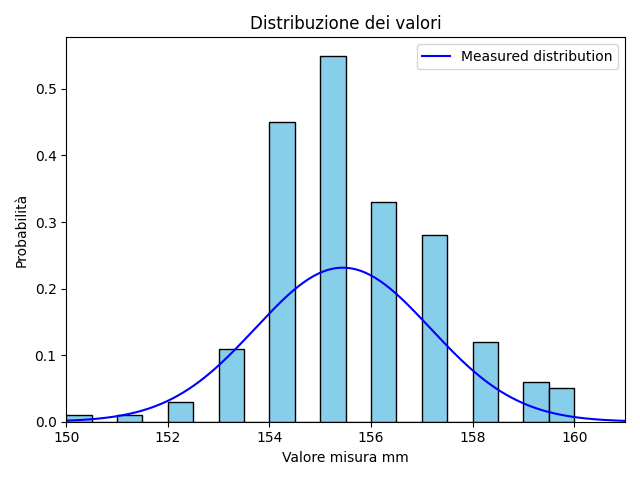 Distribuzione dei valori
Measured distribution
Probabilità
0.5
0.4
0.3
0.2
0.1
0.0
150 152 154 156 158 160
Valore misura mm